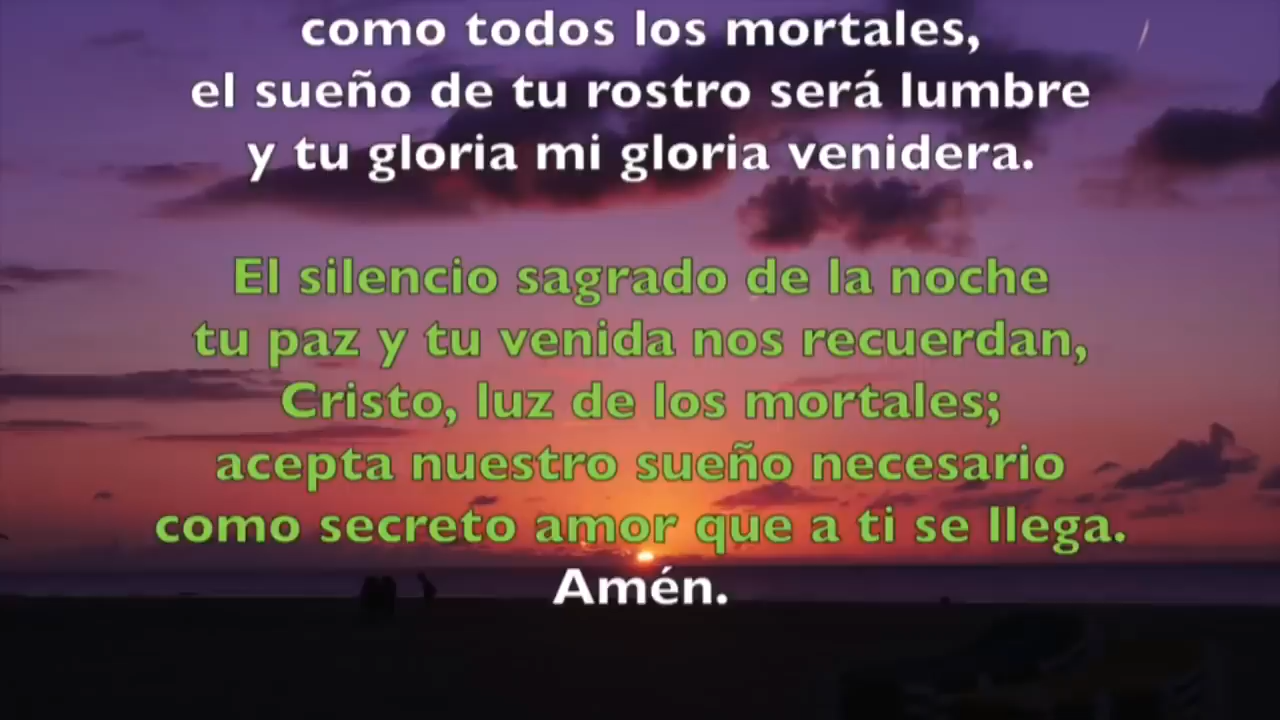 como todos los mortales,
el sueño de tu rostro será lumbre
y tu gloria mi gloria venidera.
El silencio sagrado de la noche
tu paz y tu venida nos recuerdan,
Cristo, luz de los mortales;
acepta nuestro sueño necesario
como secreto amor que a ti se llega.
Amén.